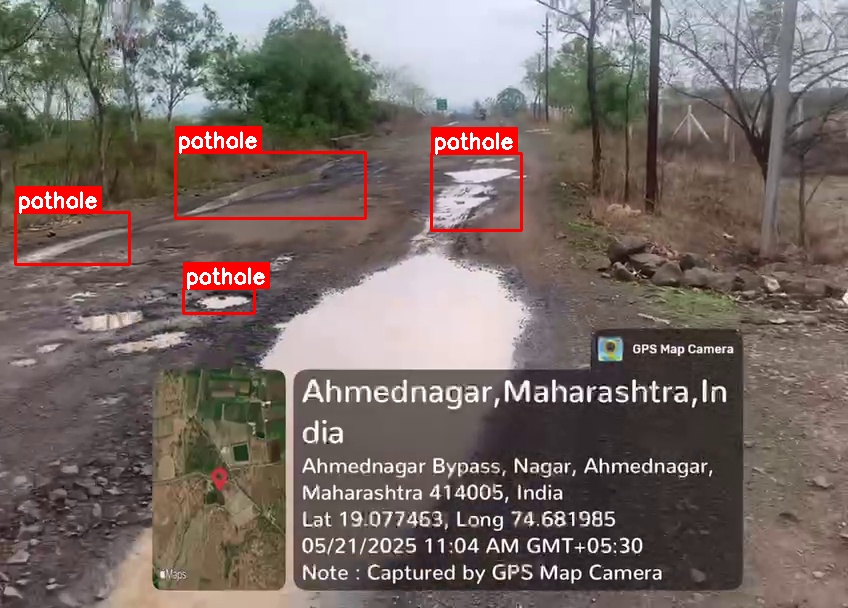 pothole
pothole
pothole
pothole
GPS Map Camera
Ahmednagar,Maharashtra,In
dia
Ahmednagar Bypass, Nagar, Ahmednagar,
Maharashtra 414005, India
Lat 19.077463, Long 74.681985
05/21/2025 11:04 AM GMT+05:30
Note : Captured by GPS Map Camera
Maps